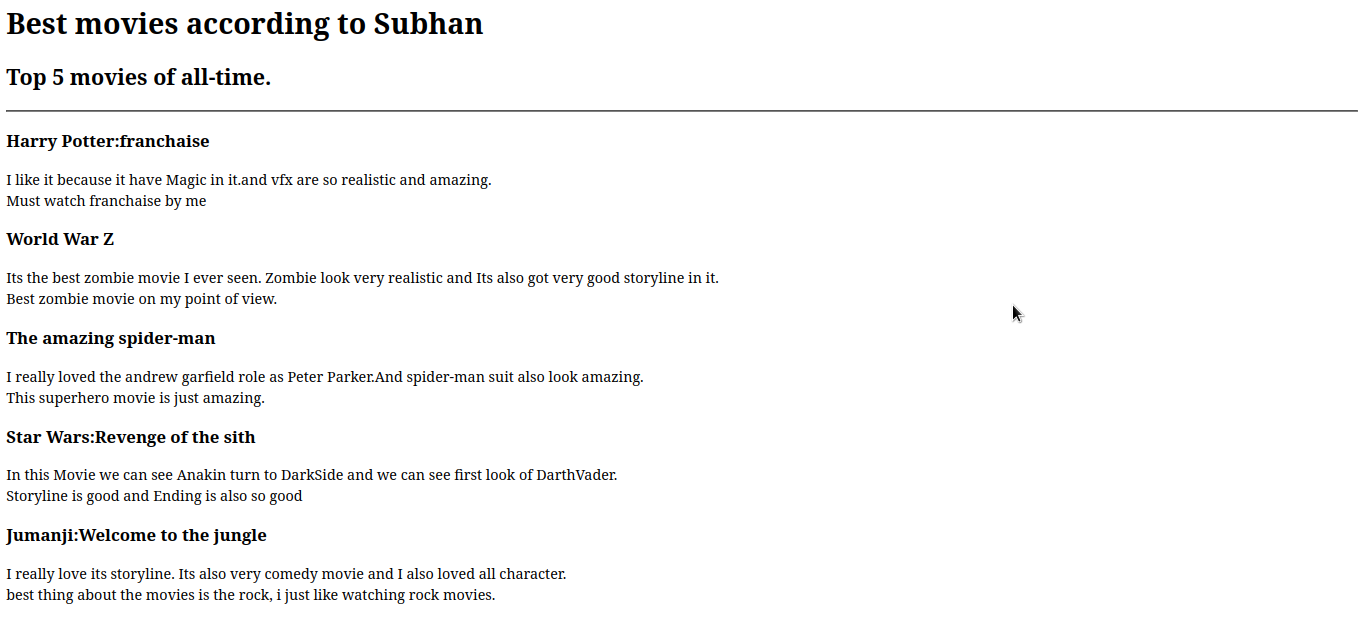 Best movies according to Subhan
Top 5 movies of all-time.
Harry Potter:franchaise
I like it because it have Magic in it.and vfx are so realistic and amazing.
Must watch franchaise by me
World War Z
Its the best zombie movie I ever seen. Zombie look very realistic and Its also got very good storyline in it.
Best zombie movie on my point of view.
The amazing spider-man
I really loved the andrew garfield role as Peter Parker.And spider-man suit also look amazing.
This superhero movie is just amazing.
Star Wars:Revenge of the sith
In this Movie we can see Anakin turn to DarkSide and we can see first look of DarthVader.
Storyline is good and Ending is also so good
Jumanji:Welcome to the jungle
I really love its storyline. Its also very comedy movie and I also loved all character.
best thing about the movies is the rock, i just like watching rock movies.